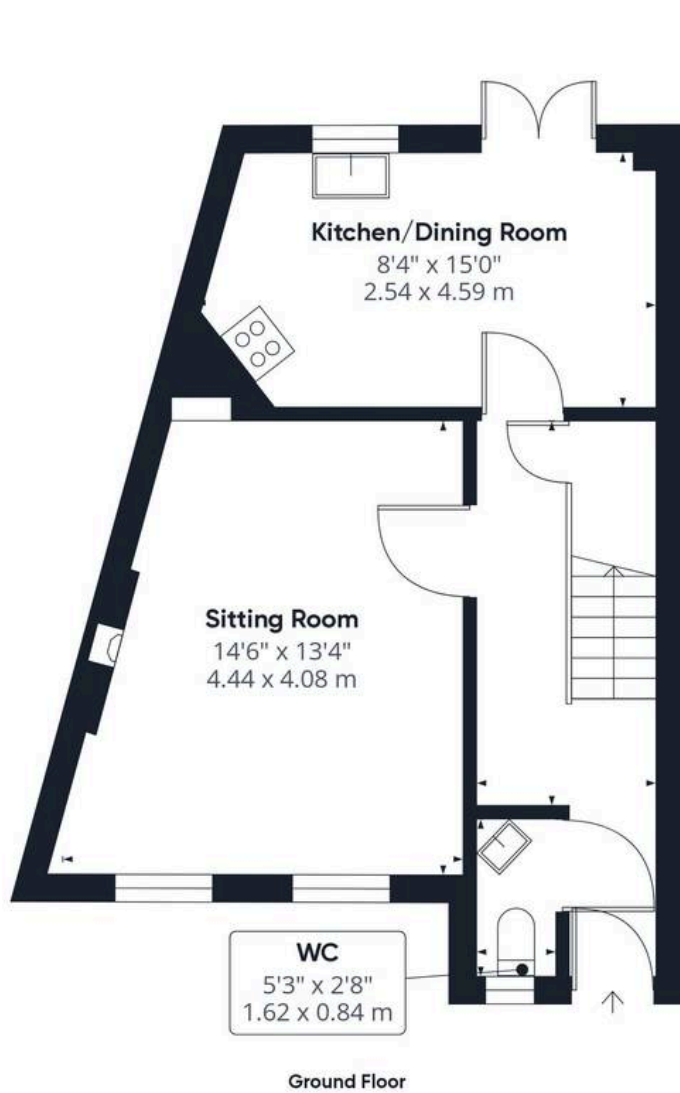 Kitchen/Dining Room
8'4" x 15'0"
2.54 x 4.59 m
Sitting Room
14'6" x 13'4"
4.44 x 4.08 m
WC
5'3" x 2'8"
1.62 x 0.84 m
Ground Floor